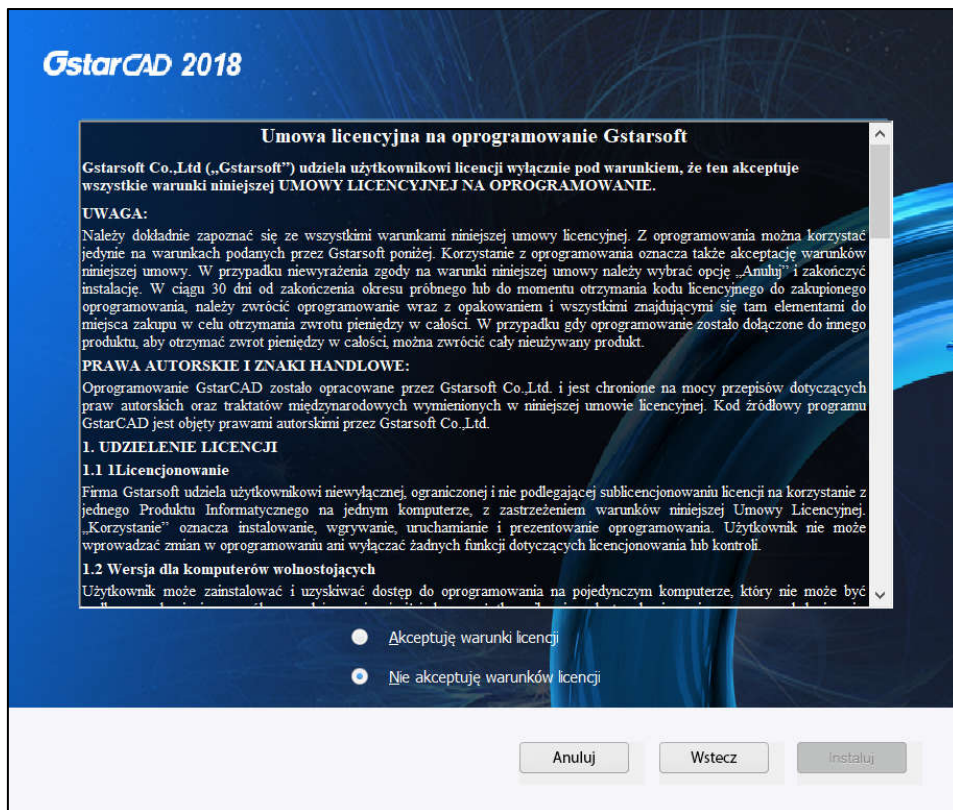 GstarCAD 2018
Umowa licencyjna na oprogramowanie Gstarsoft
Gstarsoft Co.,Ltd („Gstarsoft”) udziela użytkownikowi licencji wyłącznie pod warunkiem, że ten akceptuje
wszystkie warunki niniejszej UMOWY LICENCYJNEJ NA OPROGRAMOWANIE.
UWAGA:
Należy dokładnie zapoznać się ze wszystkimi warunkami niniejszej umowy licencyjnej. Z oprogramowania można korzystać
jedynie na warunkach podanych przez Gstarsoft poniżej. Korzystanie z oprogramowania oznacza także akceptację warunków
niniejszej umowy. W przypadku niewyrażenia zgody na warunki niniejszej umowy należy wybrać opcję „Anuluj” i zakończyć
instalację. W ciągu 30 dni od zakończenia okresu próbnego lub do momentu otrzymania kodu licencyjnego do zakupionego
oprogramowania, należy zwrócić oprogramowanie wraz z opakowaniem i wszystkimi znajdującymi się tam elementami do
miejsca zakupu w celu otrzymania zwrotu pieniędzy w całości. W przypadku gdy oprogramowanie zostało dołączone do innego
produktu, aby otrzymać zwrot pieniędzy w całości, można zwrócić cały nieużywany produkt.
PRAWA AUTORSKIE I ZNAKI HANDLOWE:
Oprogramowanie GstarCAD zostało opracowane przez Gstarsoft Co.,Ltd. i jest chronione na mocy przepisów dotyczących
praw autorskich oraz traktatów międzynarodowych wymienionych w niniejszej umowie licencyjnej. Kod źródłowy programu
GstarCAD jest objęty prawami autorskimi przez Gstarsoft Co.,Ltd.
1. UDZIELENIE LICENCJI
1.1 1Licencjonowanie
Firma Gstarsoft udziela użytkownikowi niewyłącznej, ograniczonej i nie podlegającej sublicencjonowaniu licencji na korzystanie z
jednego Produktu Informatycznego na jednym komputerze, z zastrzeżeniem warunków niniejszej Umowy Licencyjnej.
„Korzystanie” oznacza instalowanie, wgrywanie, uruchamianie i prezentowanie oprogramowania. Użytkownik nie może
wprowadzać zmian w oprogramowaniu ani wyłączać żadnych funkcji dotyczących licencjonowania lub kontroli.
1.2 Wersja dla komputerów wolnostojących
Użytkownik może zainstalować i uzyskiwać dostęp do oprogramowania na pojedynczym komputerze, który nie może być
Akceptuję warunki licencji
Nie akceptuję warunków licencji
Anuluj
Wstecz
Instaluj